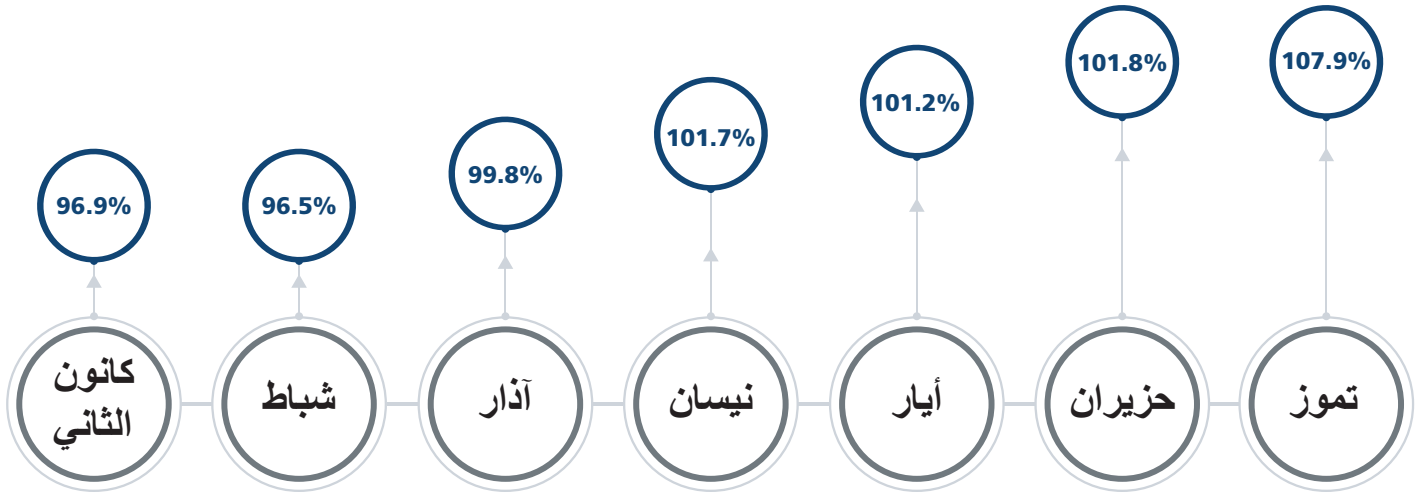 96.9%
96.5%
99.8%
101.7%
101.2%
101.8%
107.9%
كانون
الثاني
شباط
آذار
نيسان
أيار
حزيران
تموز